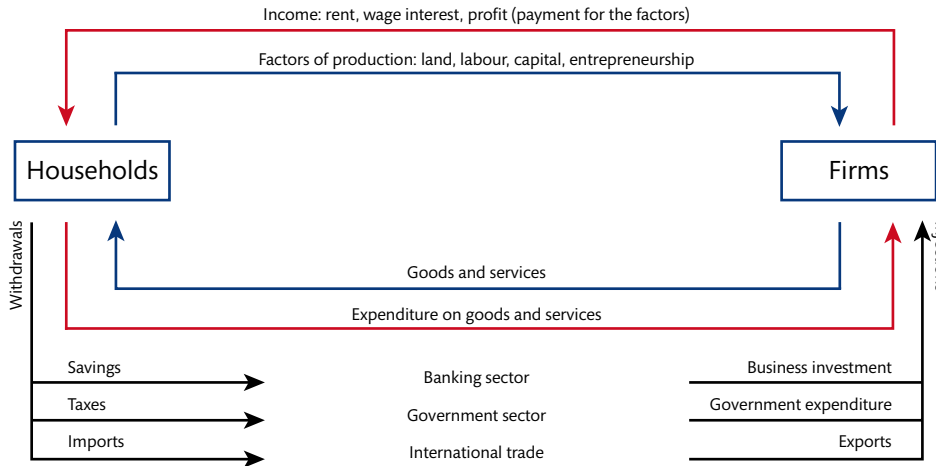 Income: rent, wage interest, profit (payment for the factors)
Factors of production: land, labour, capital, entrepreneurship
Households
Firms
Withdrawals
Goods and services
Expenditure on goods and services
Savings
Banking sector
Business investment
Taxes
Government sector
Government expenditure
Imports
International trade
Exports